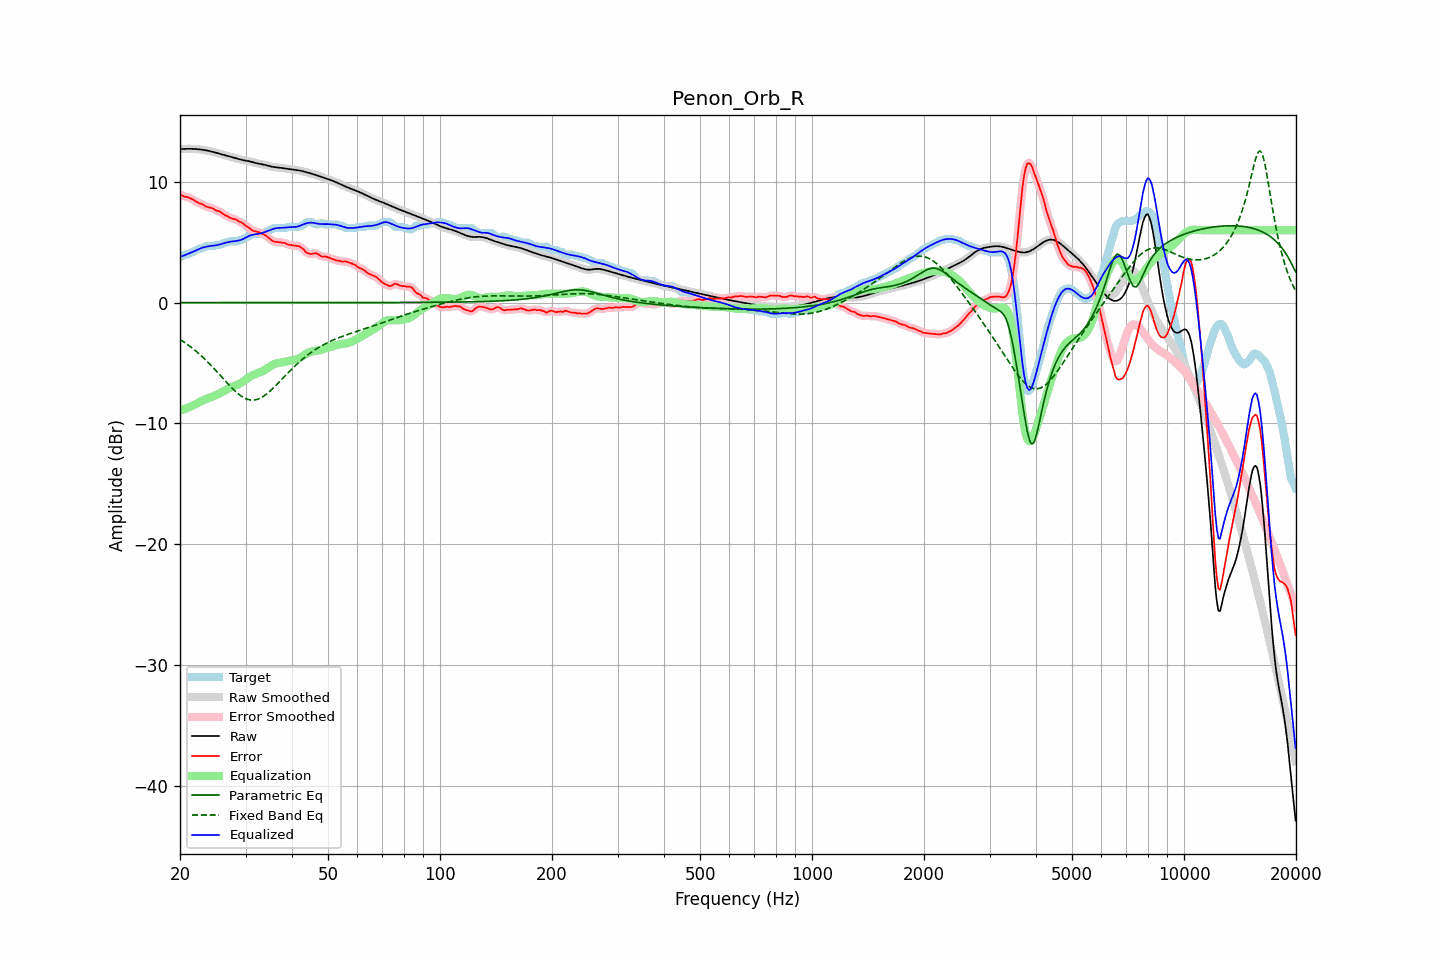 Penon_Orb_R
10
0
−10
−20
−30
−40
Amplitude (dBr)
Target
Raw Smoothed
Error Smoothed
Raw
Error
Equalization
Parametric Eq
Fixed Band Eq
Equalized
20 50 100 200 500 1000 2000 5000 10000 20000
Frequency (Hz)